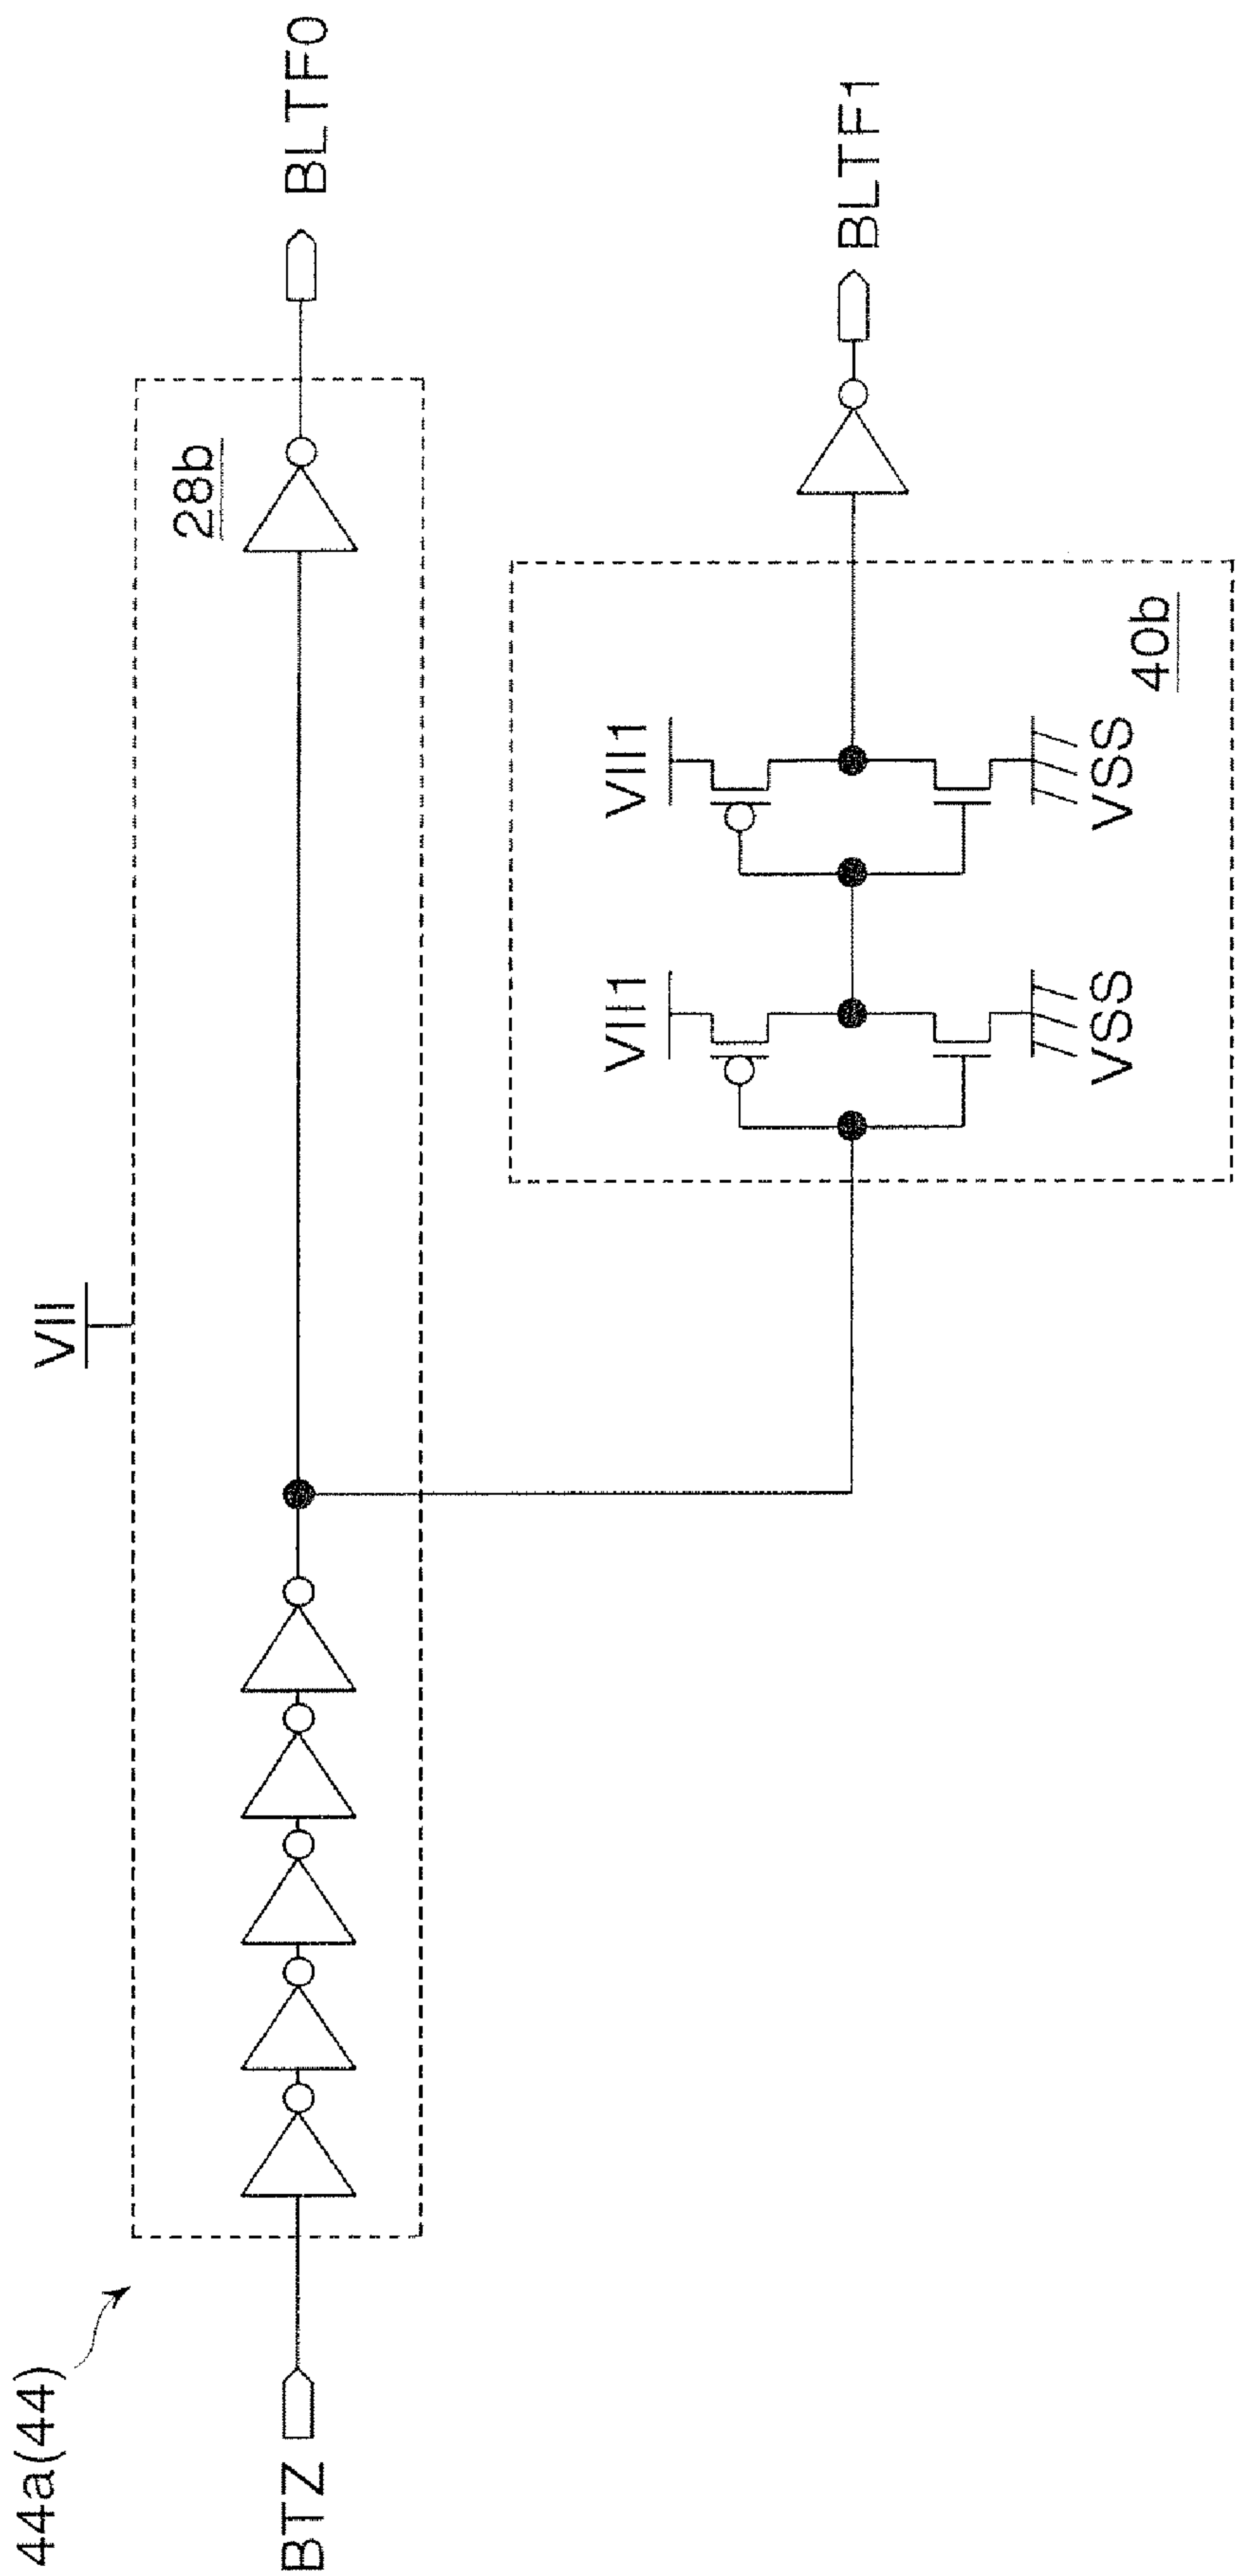 44a(44)
VII
BTZ
28b
BLTF0
VII1
VII1
VSS
VSS
40b
BLTF1